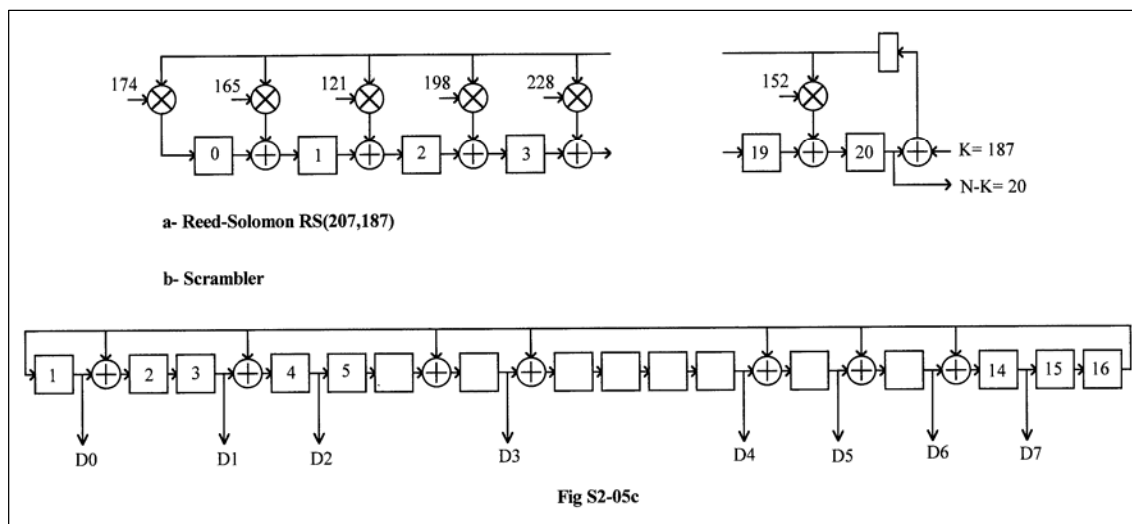 174 165 121 198 228 152
0 1 2 3 19 20 K= 187
N-K= 20
a- Reed-Solomon RS(207,187)
b- Scrambler
1 2 3 4 5 14 15 16
D0 D1 D2 D3 D4 D5 D6 D7
Fig S2-05c